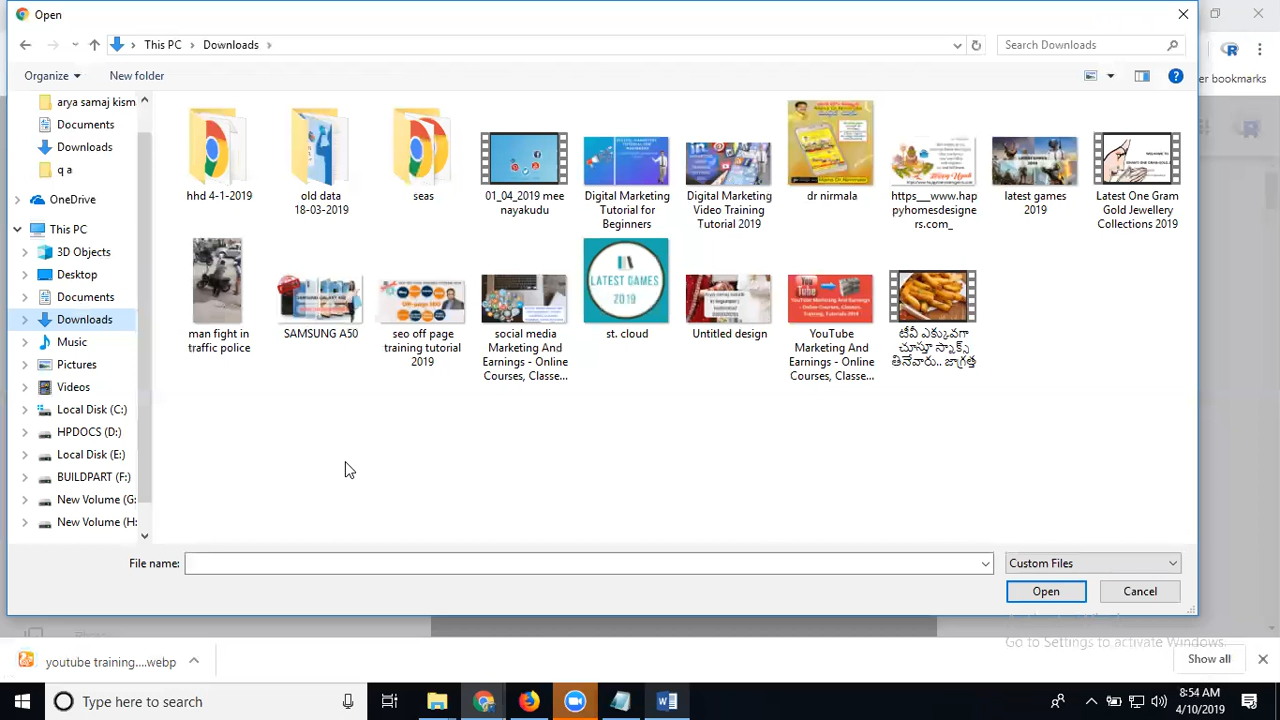 Open
This PC
Downloads
Search Downloads
Organize
New folder
er bookmarks
arya samaj kism
Documents
Downloads
q a
OneDrive
This PC
3D Objects
Desktop
Documents
Downloads
Music
Pictures
Videos
Local Disk (C:)
HPDOCS (D:)
Local Disk (E:)
BUILDPART (F:)
New Volume (G:
New Volume (H:
hhd 4-1-2019
old data
18-03-2019
seas
01_04_2019 mee
nayakudu
Digital Marketing
Tutorial for
Beginners
Digital Marketing
Video Training
Tutorial 2019
dr nirmala
https___www.hap
pyhomesdesigne
rs.com_
latest games
2019
Latest One Gram
Gold Jewellery
Collections 2019
man fight in
traffic police
SAMSUNG A50
seo off page
training tutorial
2019
social media
Marketing And
Earnings - Online
Courses, Classe...
LATEST GAMES
2019
st. cloud
Untitled design
YouTube
Marketing And
Earnings - Online
Courses, Classe...
టీవీ ఎక్కువగా
చూస్తూ స్నాక్స్
తినేవారు.. జాగ్రత్త
File name:
Custom Files
Open
Cancel
Go to Settings to activate Windows.
youtube training....webp
Show all
Type here to search
8:54 AM
4/10/2019